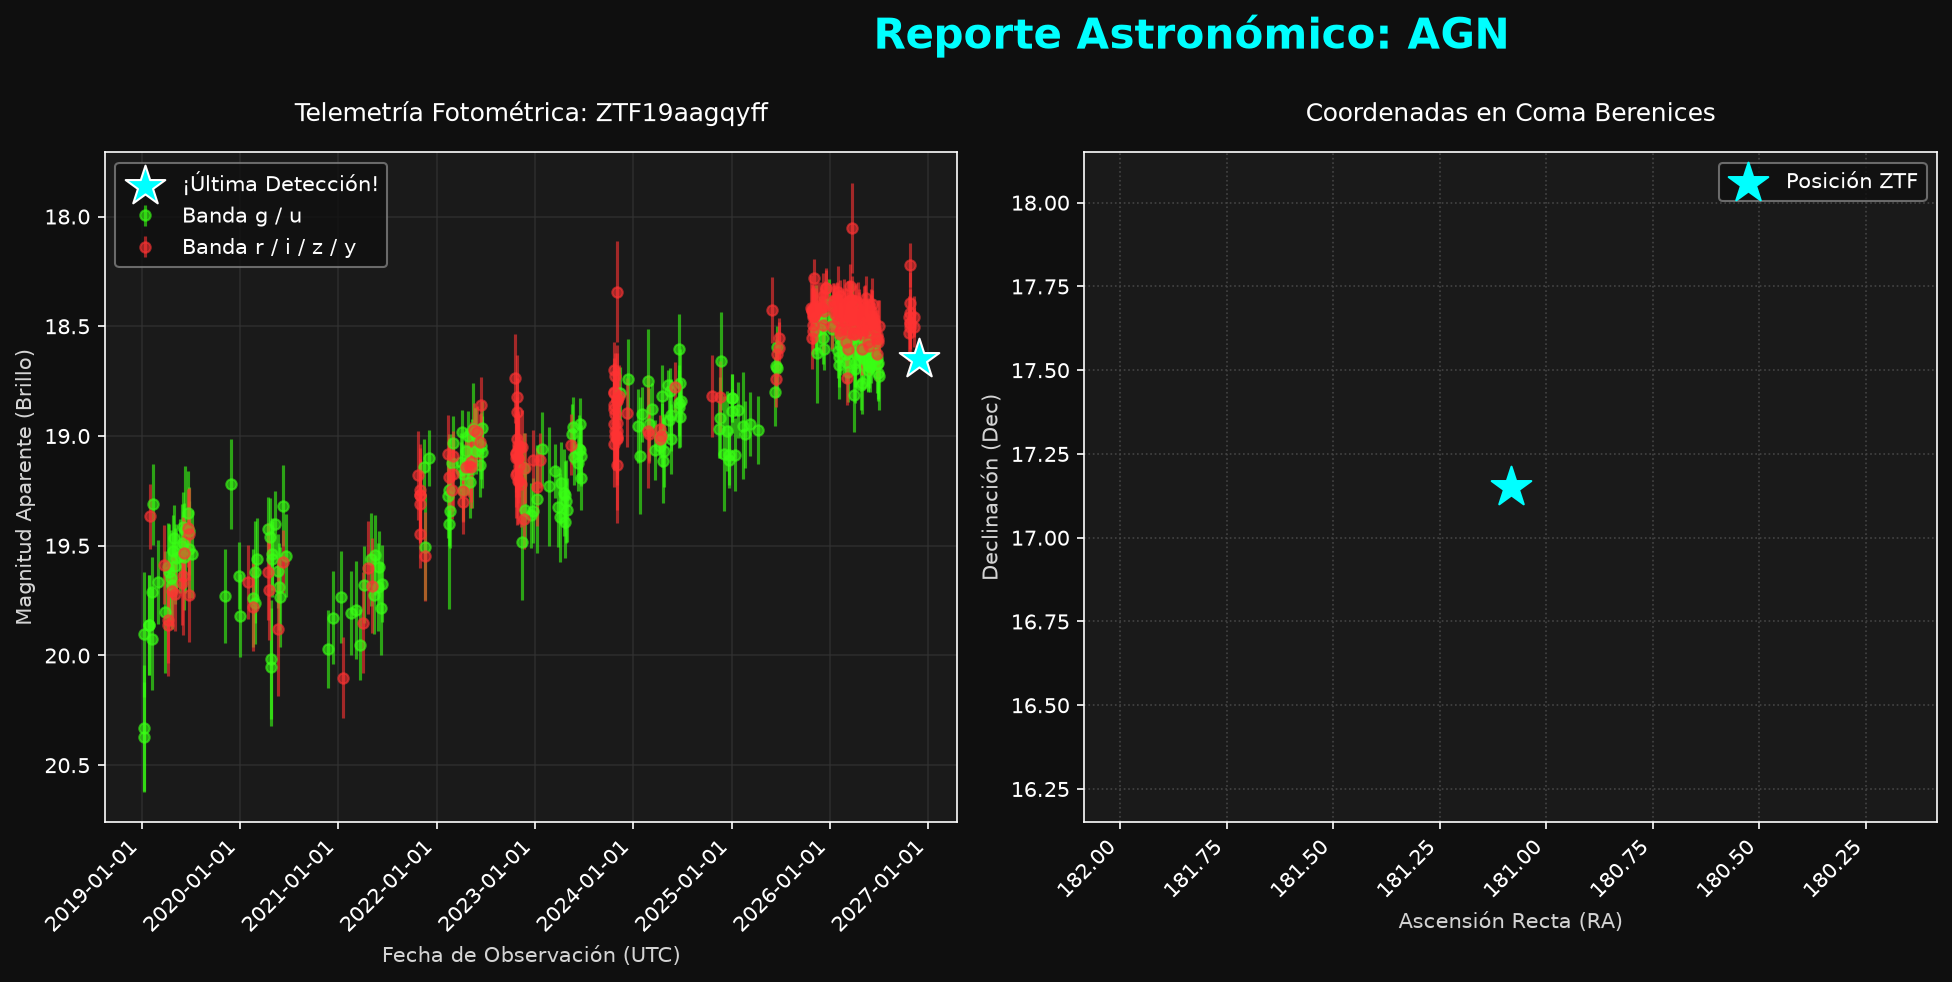 Reporte Astronómico: AGN
Telemetría Fotométrica: ZTF19aagqyff
¡Última Detección!
Banda g / u
Banda r / i / z / y
Magnitud Aparente (Brillo)
18.0
18.5
19.0
19.5
20.0
20.5
2019-01-01
2020-01-01
2021-01-01
2022-01-01
2023-01-01
2024-01-01
2025-01-01
2026-01-01
2027-01-01
Fecha de Observación (UTC)
Coordenadas en Coma Berenices
Posición ZTF
Declinación (Dec)
18.00
17.75
17.50
17.25
17.00
16.75
16.50
16.25
182.00
181.75
181.50
181.25
181.00
180.75
180.50
180.25
Ascensión Recta (RA)